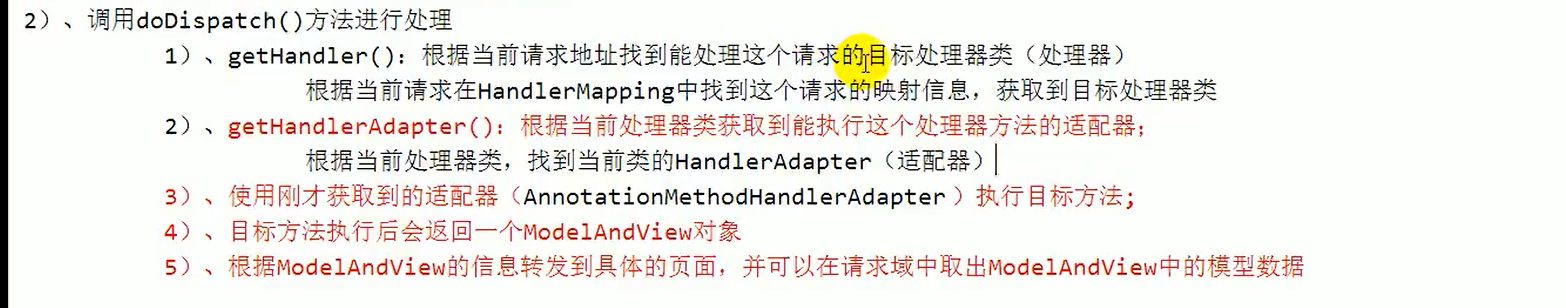 2）、调用doDispatch()方法进行处理
1）、getHandler()：根据当前请求地址找到能处理这个请求的目标处理器类（处理器）
根据当前请求在HandlerMapping中找到这个请求的映射信息，获取到目标处理器类
2）、getHandlerAdapter()：根据当前处理器类获取到能执行这个处理器方法的适配器；
根据当前处理器类，找到当前类的HandlerAdapter（适配器）
3）、使用刚才获取到的适配器（AnnotationMethodHandlerAdapter）执行目标方法；
4）、目标方法执行后会返回一个ModelAndView对象
5）、根据ModelAndView的信息转发到具体的页面，并可以在请求域中取出ModelAndView中的模型数据